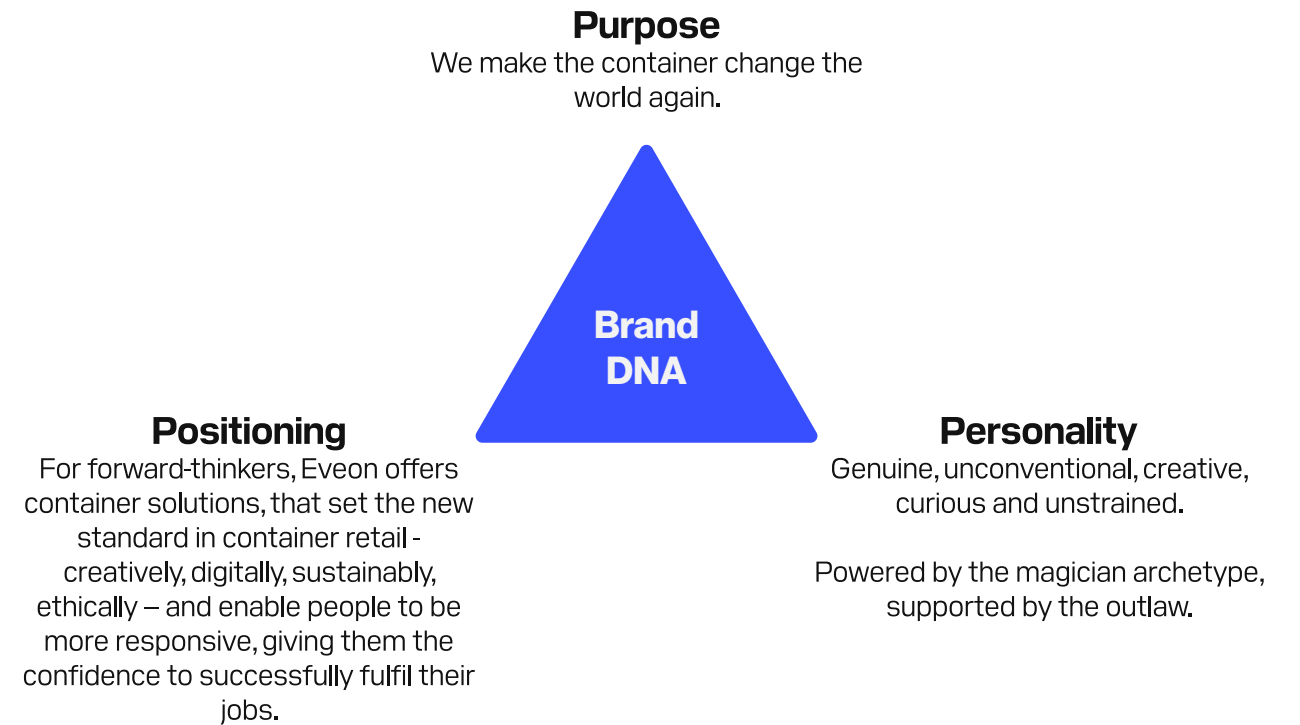 Purpose
We make the container change the
world again.
Brand
DNA
Positioning
For forward-thinkers, Eveon offers
container solutions, that set the new
standard in container retail -
creatively, digitally, sustainably,
ethically – and enable people to be
more responsive, giving them the
confidence to successfully fulfil their
jobs.
Personality
Genuine, unconventional, creative,
curious and unstrained.
Powered by the magician archetype,
supported by the outlaw.